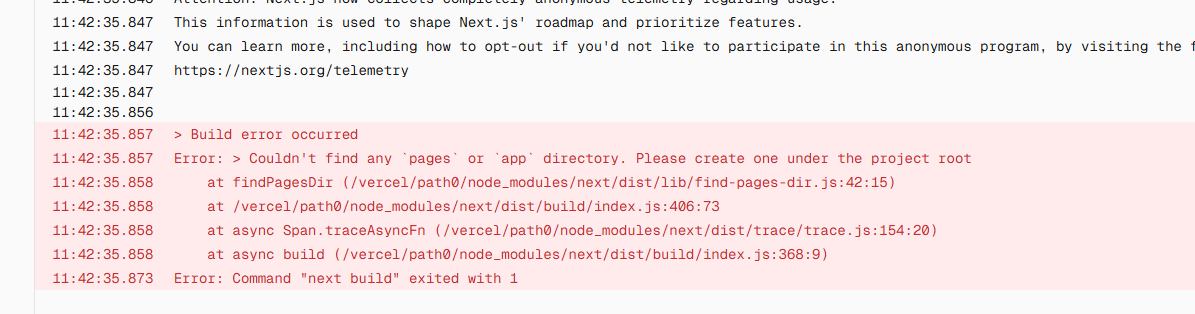 11:42:35.846 Attention: Next.js now collects completely anonymous telemetry regarding usage.
11:42:35.847 This information is used to shape Next.js' roadmap and prioritize features.
11:42:35.847 You can learn more, including how to opt-out if you'd not like to participate in this anonymous program, by visiting the f
11:42:35.847 https://nextjs.org/telemetry
11:42:35.847
11:42:35.856
11:42:35.857 > Build error occurred
11:42:35.857 Error: > Couldn't find any `pages` or `app` directory. Please create one under the project root
11:42:35.858 at findPagesDir (/vercel/path0/node_modules/next/dist/lib/find-pages-dir.js:42:15)
11:42:35.858 at /vercel/path0/node_modules/next/dist/build/index.js:406:73
11:42:35.858 at async Span.traceAsyncFn (/vercel/path0/node_modules/next/dist/trace/trace.js:154:20)
11:42:35.858 at async build (/vercel/path0/node_modules/next/dist/build/index.js:368:9)
11:42:35.873 Error: Command "next build" exited with 1